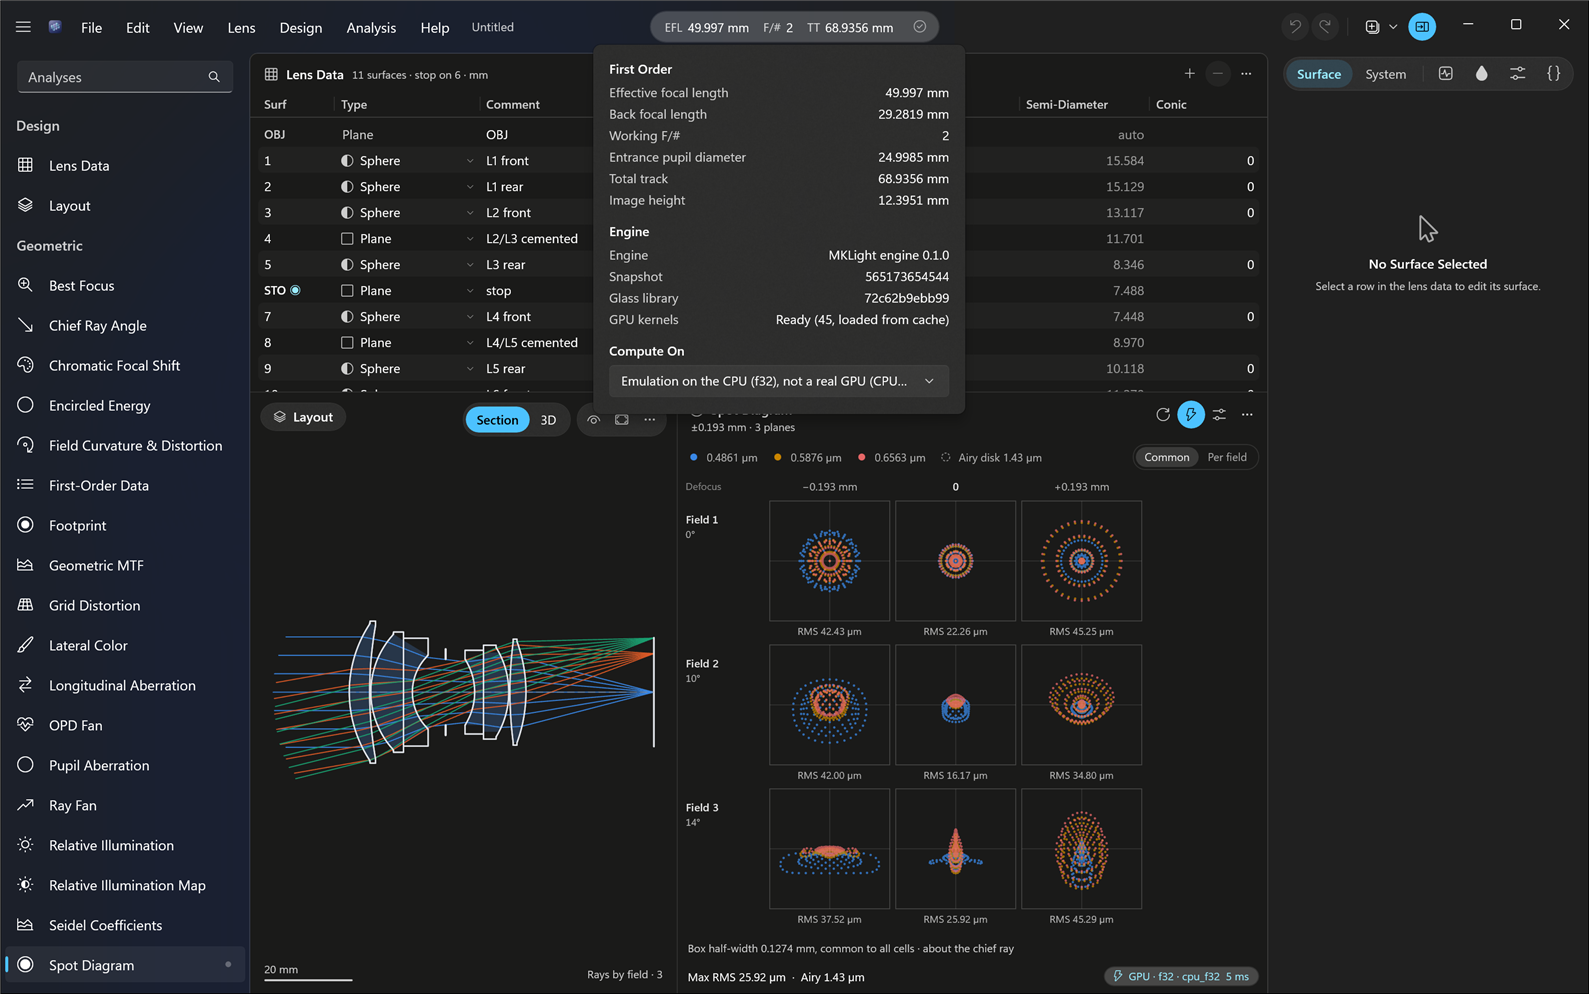 File Edit View Lens Design Analysis Help Untitled
EFL 49.997 mm F/# 2 TT 68.9356 mm
Analyses
Design
Lens Data
Layout
Geometric
Best Focus
Chief Ray Angle
Chromatic Focal Shift
Encircled Energy
Field Curvature & Distortion
First-Order Data
Footprint
Geometric MTF
Grid Distortion
Lateral Color
Longitudinal Aberration
OPD Fan
Pupil Aberration
Ray Fan
Relative Illumination
Relative Illumination Map
Seidel Coefficients
Spot Diagram
Lens Data 11 surfaces · stop on 6 · mm
Surf Type Comment Semi-Diameter Conic
OBJ Plane OBJ auto
1 Sphere L1 front 15.584 0
2 Sphere L1 rear 15.129 0
3 Sphere L2 front 13.117 0
4 Plane L2/L3 cemented 11.701
5 Sphere L3 rear 8.346 0
STO Plane stop 7.488
7 Sphere L4 front 7.448 0
8 Plane L4/L5 cemented 8.970
9 Sphere L5 rear 10.118 0
First Order
Effective focal length 49.997 mm
Back focal length 29.2819 mm
Working F/# 2
Entrance pupil diameter 24.9985 mm
Total track 68.9356 mm
Image height 12.3951 mm
Engine
Engine MKLight engine 0.1.0
Snapshot 565173654544
Glass library 72c62b9ebb99
GPU kernels Ready (45, loaded from cache)
Compute On
Emulation on the CPU (f32), not a real GPU (CPU...
Layout
Section 3D
20 mm
Rays by field · 3
±0.193 mm · 3 planes
0.4861 µm 0.5876 µm 0.6563 µm Airy disk 1.43 µm
Common Per field
Defocus −0.193 mm 0 +0.193 mm
Field 1
0°
RMS 42.43 µm RMS 22.26 µm RMS 45.25 µm
Field 2
10°
RMS 42.00 µm RMS 16.17 µm RMS 34.80 µm
Field 3
14°
RMS 37.52 µm RMS 25.92 µm RMS 45.29 µm
Box half-width 0.1274 mm, common to all cells · about the chief ray
Max RMS 25.92 µm · Airy 1.43 µm
GPU · f32 · cpu_f32 5 ms
Surface System
No Surface Selected
Select a row in the lens data to edit its surface.